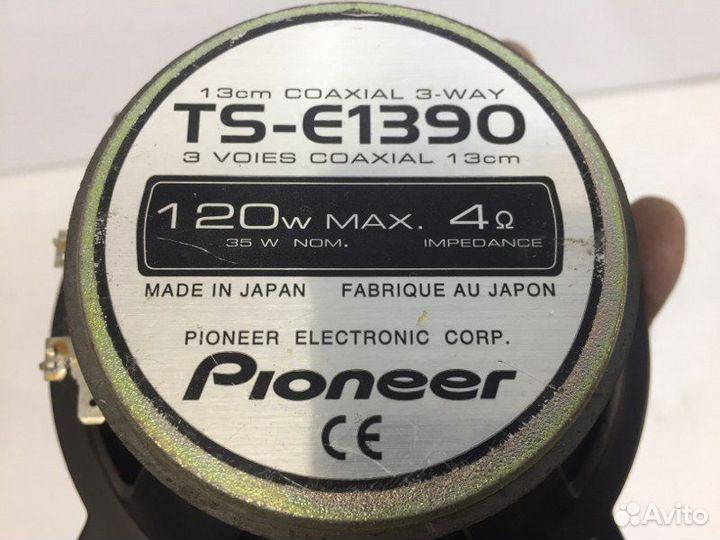 13cm COAXIAL 3-WAY
TS-E1390
3 VOIES COAXIAL 13cm
120W MAX. 4Ω
35 W NOM. IMPEDANCE
MADE IN JAPAN FABRIQUE AU JAPON
PIONEER ELECTRONIC CORP.
Pioneer
CE
Avito